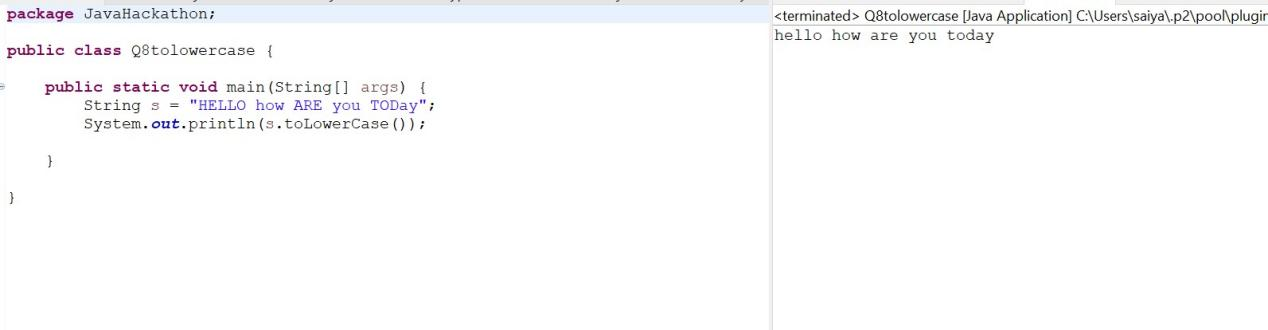 package JavaHackathon;
public class Q8tolowercase {
public static void main(String[] args) {
String s = "HELLO how ARE you TODay";
System.out.println(s.toLowerCase());
}
}
<terminated> Q8tolowercase [Java Application] C:\Users\saiya\.p2\pool\plugin
hello how are you today